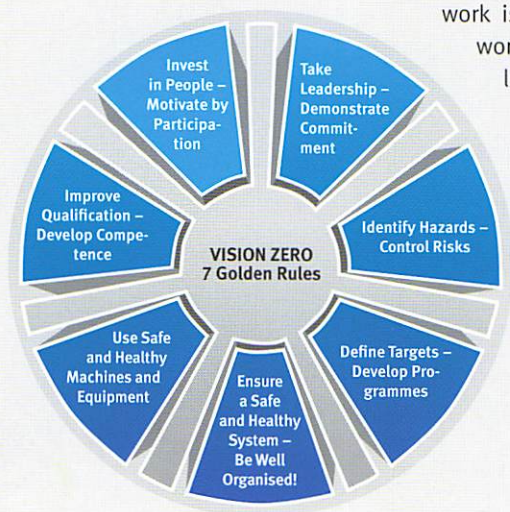 work is
wor
l
VISION ZERO
7 Golden Rules
Take
Leadership –
Demonstrate
Commit-
ment
Identify Hazards –
Control Risks
Define Targets –
Develop Pro-
grammes
Ensure
a Safe
and Healthy
System –
Be Well
Organised!
Use Safe
and Healthy
Machines and
Equipment
Improve
Qualification –
Develop Compe-
tence
Invest
in People –
Motivate by
Participa-
tion